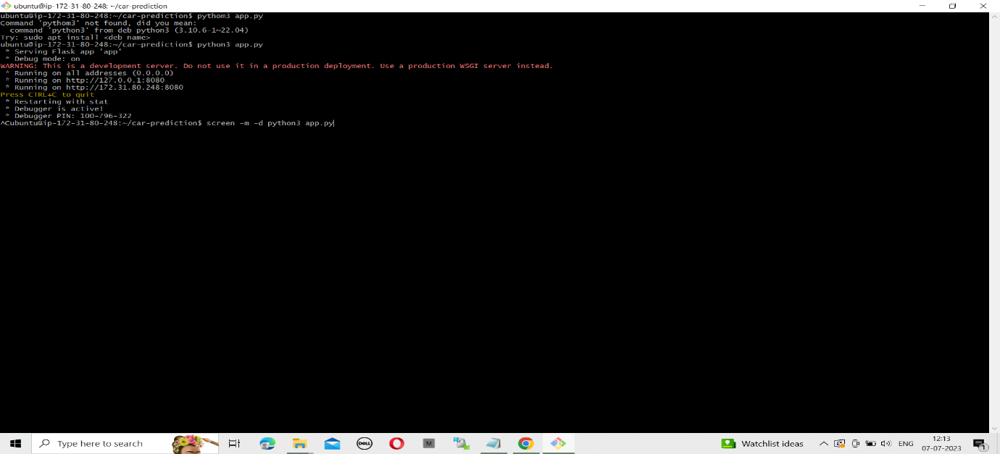 ubuntu@ip-172-31-80-248: ~/car-prediction
ubuntu@ip-172-31-80-248:~/car-prediction$ pythom3 app.py
Command 'pythom3' not found, did you mean:
  command 'python3' from deb python3 (3.10.6-1~22.04)
Try: sudo apt install <deb name>
ubuntu@ip-172-31-80-248:~/car-prediction$ python3 app.py
 * Serving Flask app 'app'
 * Debug mode: on
WARNING: This is a development server. Do not use it in a production deployment. Use a production WSGI server instead.
 * Running on all addresses (0.0.0.0)
 * Running on http://127.0.0.1:8080
 * Running on http://172.31.80.248:8080
Press CTRL+C to quit
 * Restarting with stat
 * Debugger is active!
 * Debugger PIN: 100-796-322
^Cubuntu@ip-172-31-80-248:~/car-prediction$ screen -m -d python3 app.py
Type here to search
DELL
M
Watchlist ideas
ENG
12:13
07-07-2023
1